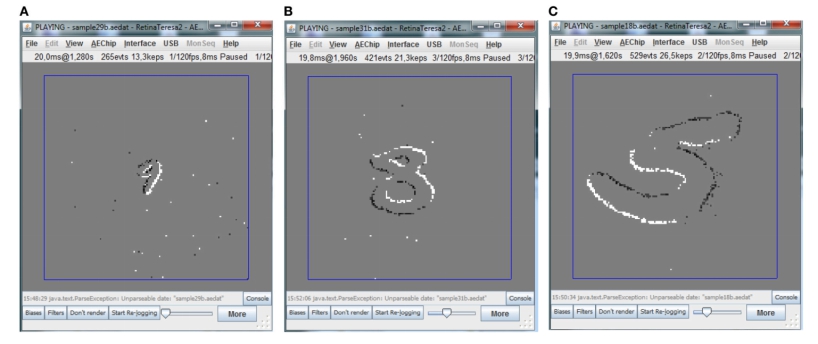 A
PLAYING - sample29b.aedat - RetinaTeresa2 - AE...
File Edit View AEChip Interface USB MonSeq Help
20,0ms@1,280s 265evts 13,3keps 1/120fps,8ms Paused 1/12
15:48:29 java.text.ParseException: Unparseable date: "sample29b.aedat" Console
Biases Filters Don't render Start Re-jogging More
B
PLAYING - sample31b.aedat - RetinaTeresa2 - AE...
File Edit View AEChip Interface USB MonSeq Help
19,8ms@1,960s 421evts 21,3keps 3/120fps,8ms Paused 3/12
15:52:06 java.text.ParseException: Unparseable date: "sample31b.aedat" Console
Biases Filters Don't render Start Re-jogging More
C
PLAYING - sample18b.aedat - RetinaTeresa2 - AE...
File Edit View AEChip Interface USB MonSeq Help
19,9ms@1,620s 529evts 26,5keps 2/120fps,8ms Paused 2/12
15:50:34 java.text.ParseException: Unparseable date: "sample18b.aedat" Console
Biases Filters Don't render Start Re-jogging More